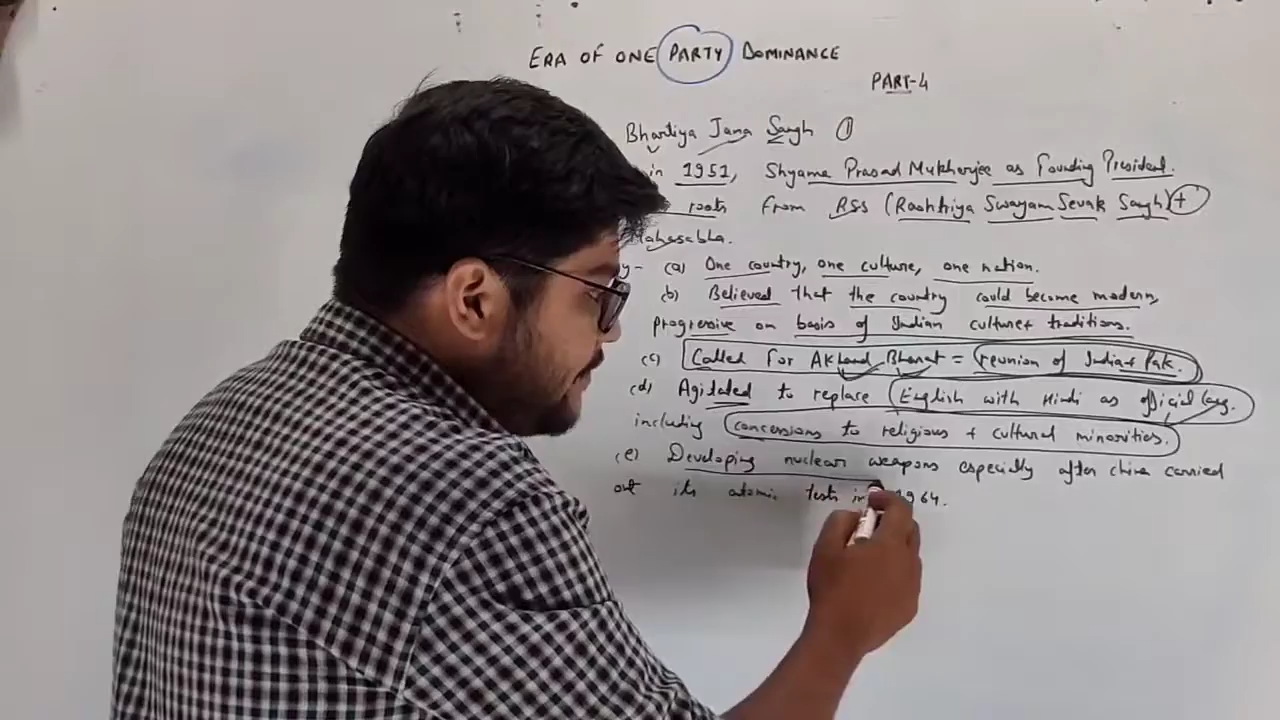 ERA OF ONE PARTY DOMINANCE
PART-4
Bhartiya Jana Sangh ①
in 1951, Shyama Prasad Mukherjee as Founding President.
roots from RSS (Rashtriya Swayam Sevak Sangh) +
Mahasabha.
y- (a) One country, one culture, one nation.
(b) Believed that the country could become modern,
progressive on basis of Indian culture + traditions.
(c) Called for Akhand Bharat = reunion of India + Pak.
(d) Agitated to replace English with Hindi as official lang.
including concessions to religious + cultural minorities.
(e) Developing nuclear weapons especially after china carried
out its atomic tests in 1964.